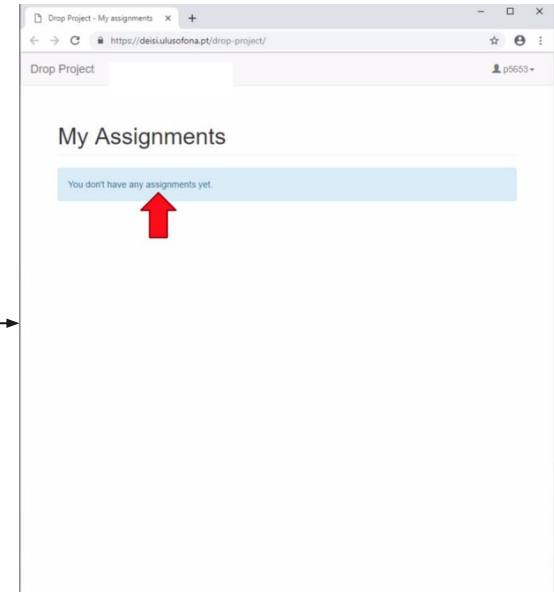 Drop Project - My assignments
https://deisi.ulusofona.pt/drop-project/
Drop Project
p5653
My Assignments
You don't have any assignments yet.